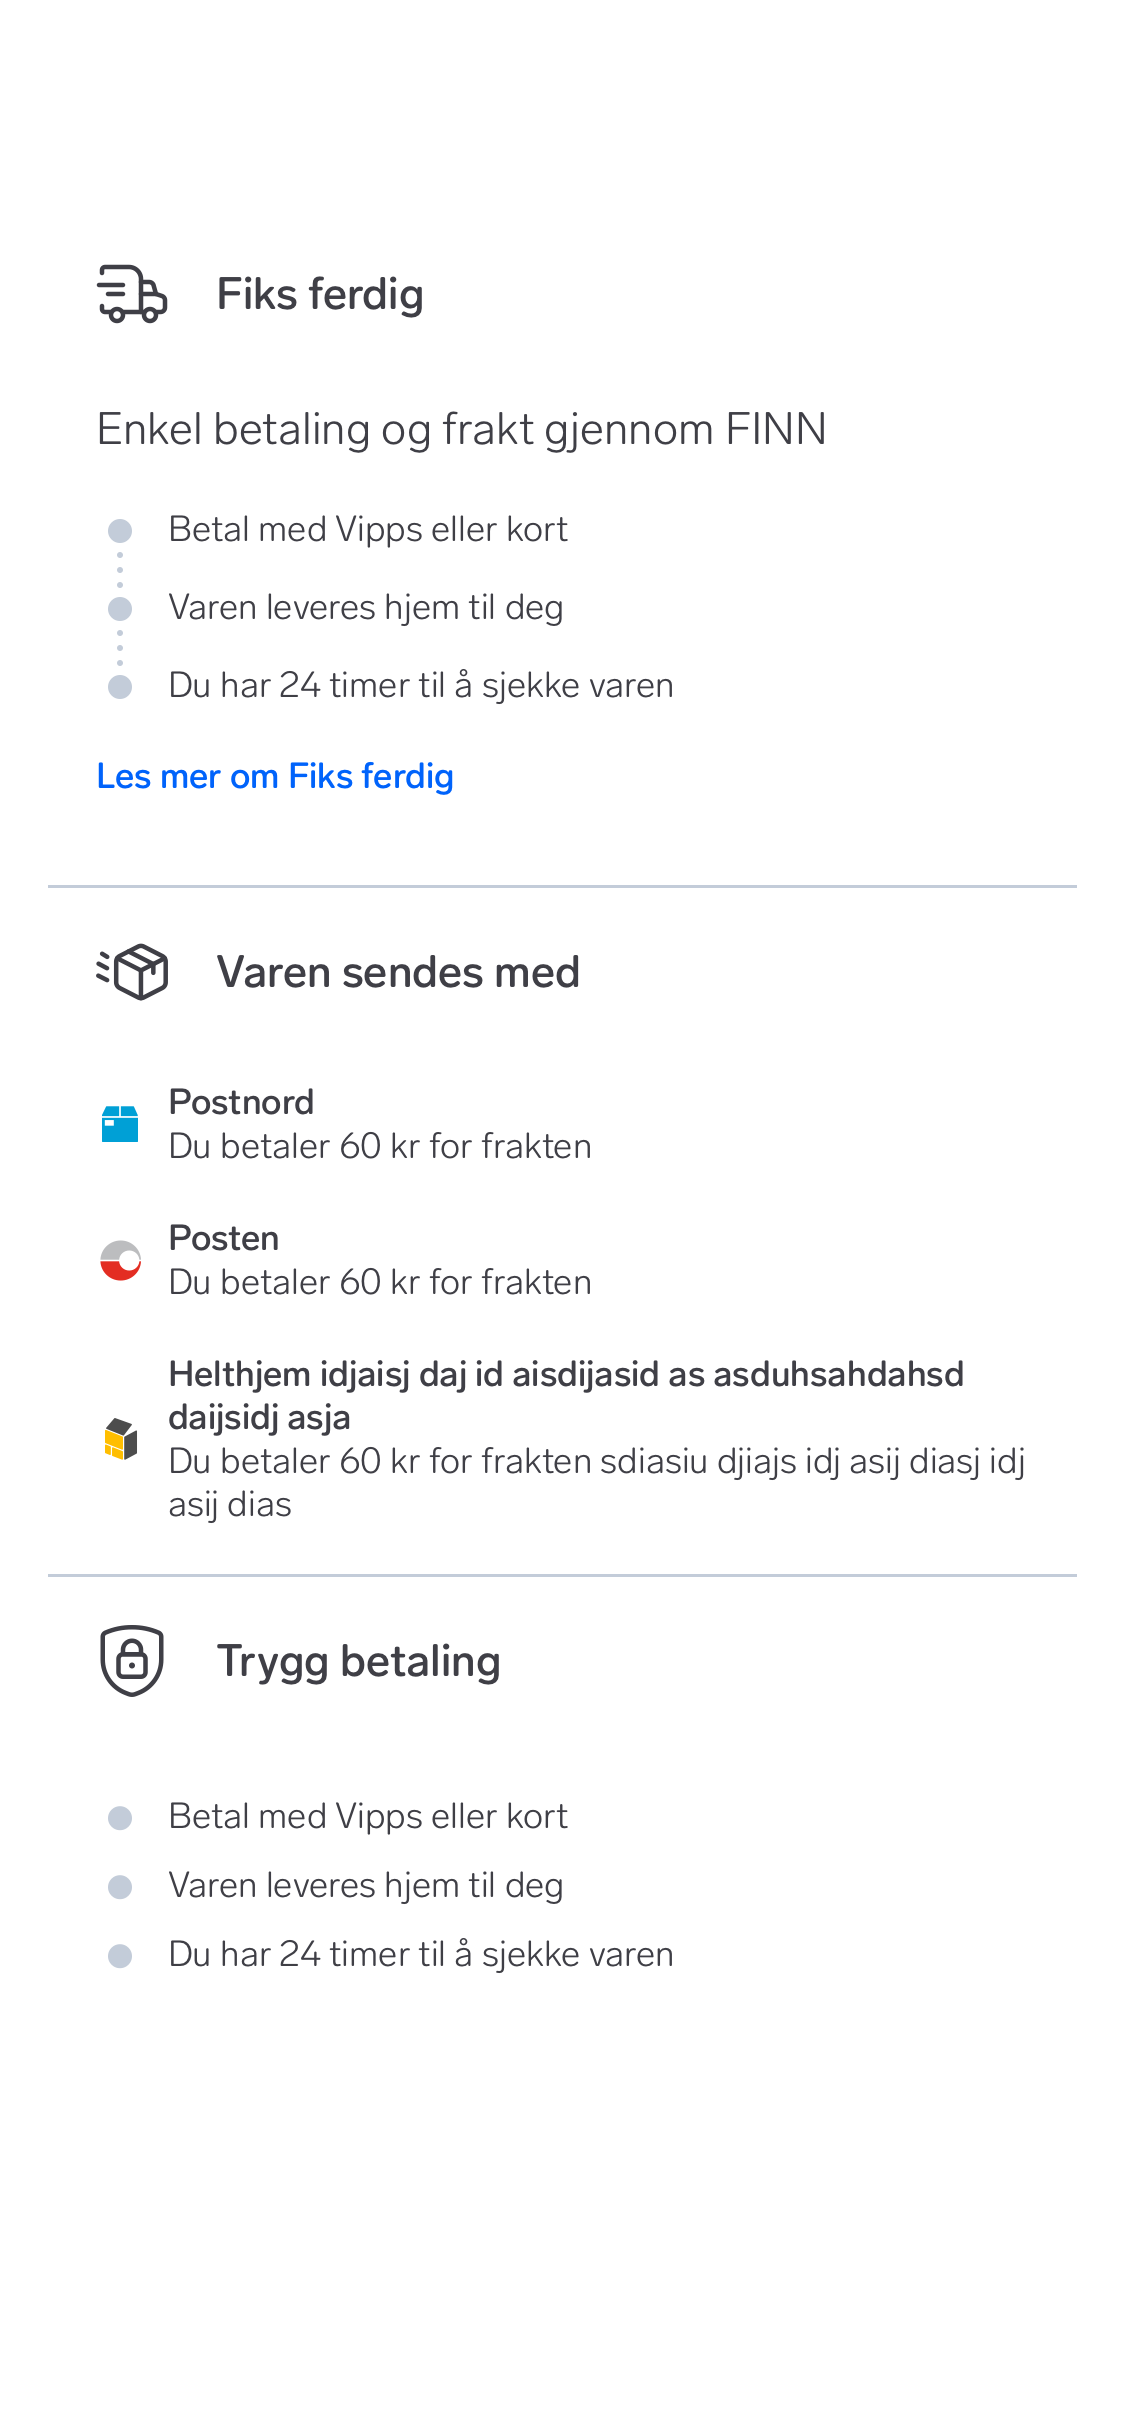 Fiks ferdig
Enkel betaling og frakt gjennom FINN
Betal med Vipps eller kort
Varen leveres hjem til deg
Du har 24 timer til å sjekke varen
Les mer om Fiks ferdig
Varen sendes med
Postnord
Du betaler 60 kr for frakten
Posten
Du betaler 60 kr for frakten
Helthjem idjaisj daj id aisdijasid as asduhsahdahsd
daijsidj asja
Du betaler 60 kr for frakten sdiasiu djiajs idj asij diasj idj
asij dias
Trygg betaling
Betal med Vipps eller kort
Varen leveres hjem til deg
Du har 24 timer til å sjekke varen